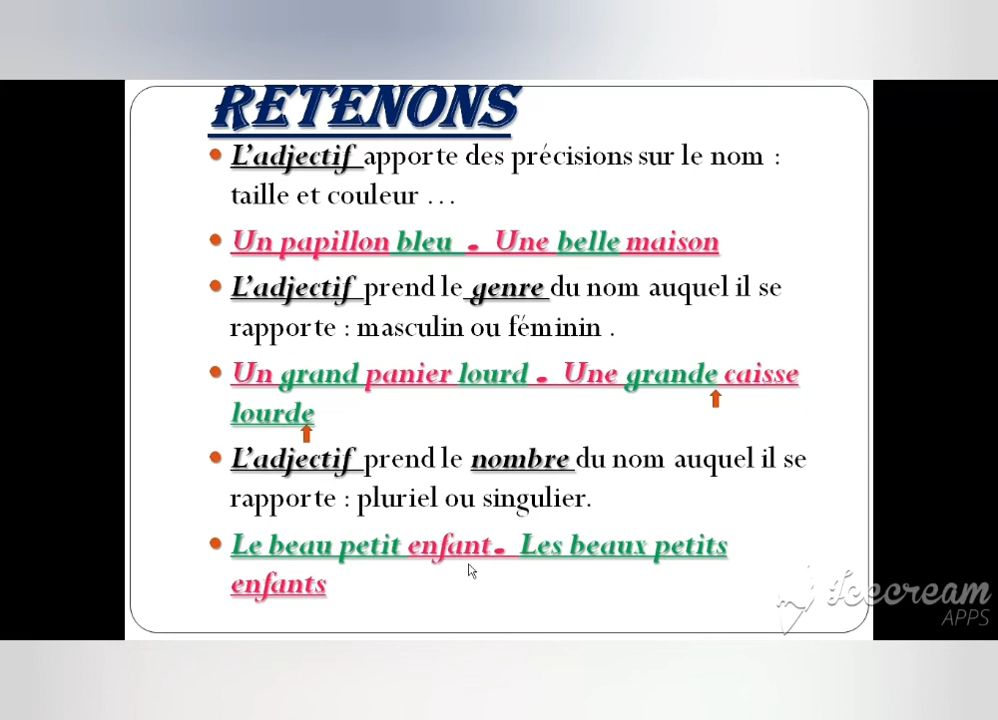 RETENONS
L'adjectif apporte des précisions sur le nom :
taille et couleur …
Un papillon bleu . Une belle maison
L'adjectif prend le genre du nom auquel il se
rapporte : masculin ou féminin .
Un grand panier lourd . Une grande caisse
lourde
L'adjectif prend le nombre du nom auquel il se
rapporte : pluriel ou singulier.
Le beau petit enfant. Les beaux petits
enfants
Icecream
APPS